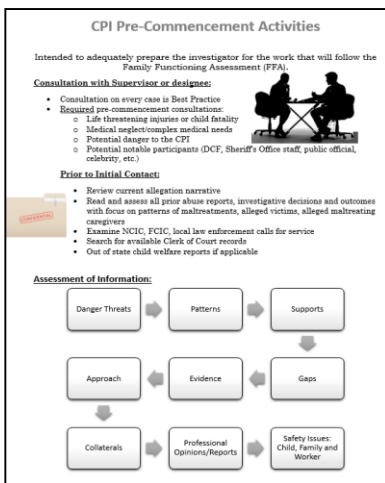 CPI Pre-Commencement Activities
Intended to adequately prepare the investigator for the work that will follow the
Family Functioning Assessment (FFA).
Consultation with Supervisor or designee:
• Consultation on every case is Best Practice
• Required pre-commencement consultations:
o Life threatening injuries or child fatality
o Medical neglect/complex medical needs
o Potential danger to the CPI
o Potential notable participants (DCF, Sheriff's Office staff, public official,
celebrity, etc.)
Prior to Initial Contact:
• Review current allegation narrative
• Read and assess all prior abuse reports, investigative decisions and outcomes
with focus on patterns of maltreatments, alleged victims, alleged maltreating
caregivers
• Examine NCIC, FCIC, local law enforcement calls for service
• Search for available Clerk of Court records
• Out of state child welfare reports if applicable
CONFIDENTIAL
Assessment of Information:
Danger Threats
Patterns
Supports
Approach
Evidence
Gaps
Collaterals
Professional
Opinions/Reports
Safety Issues:
Child, Family and
Worker